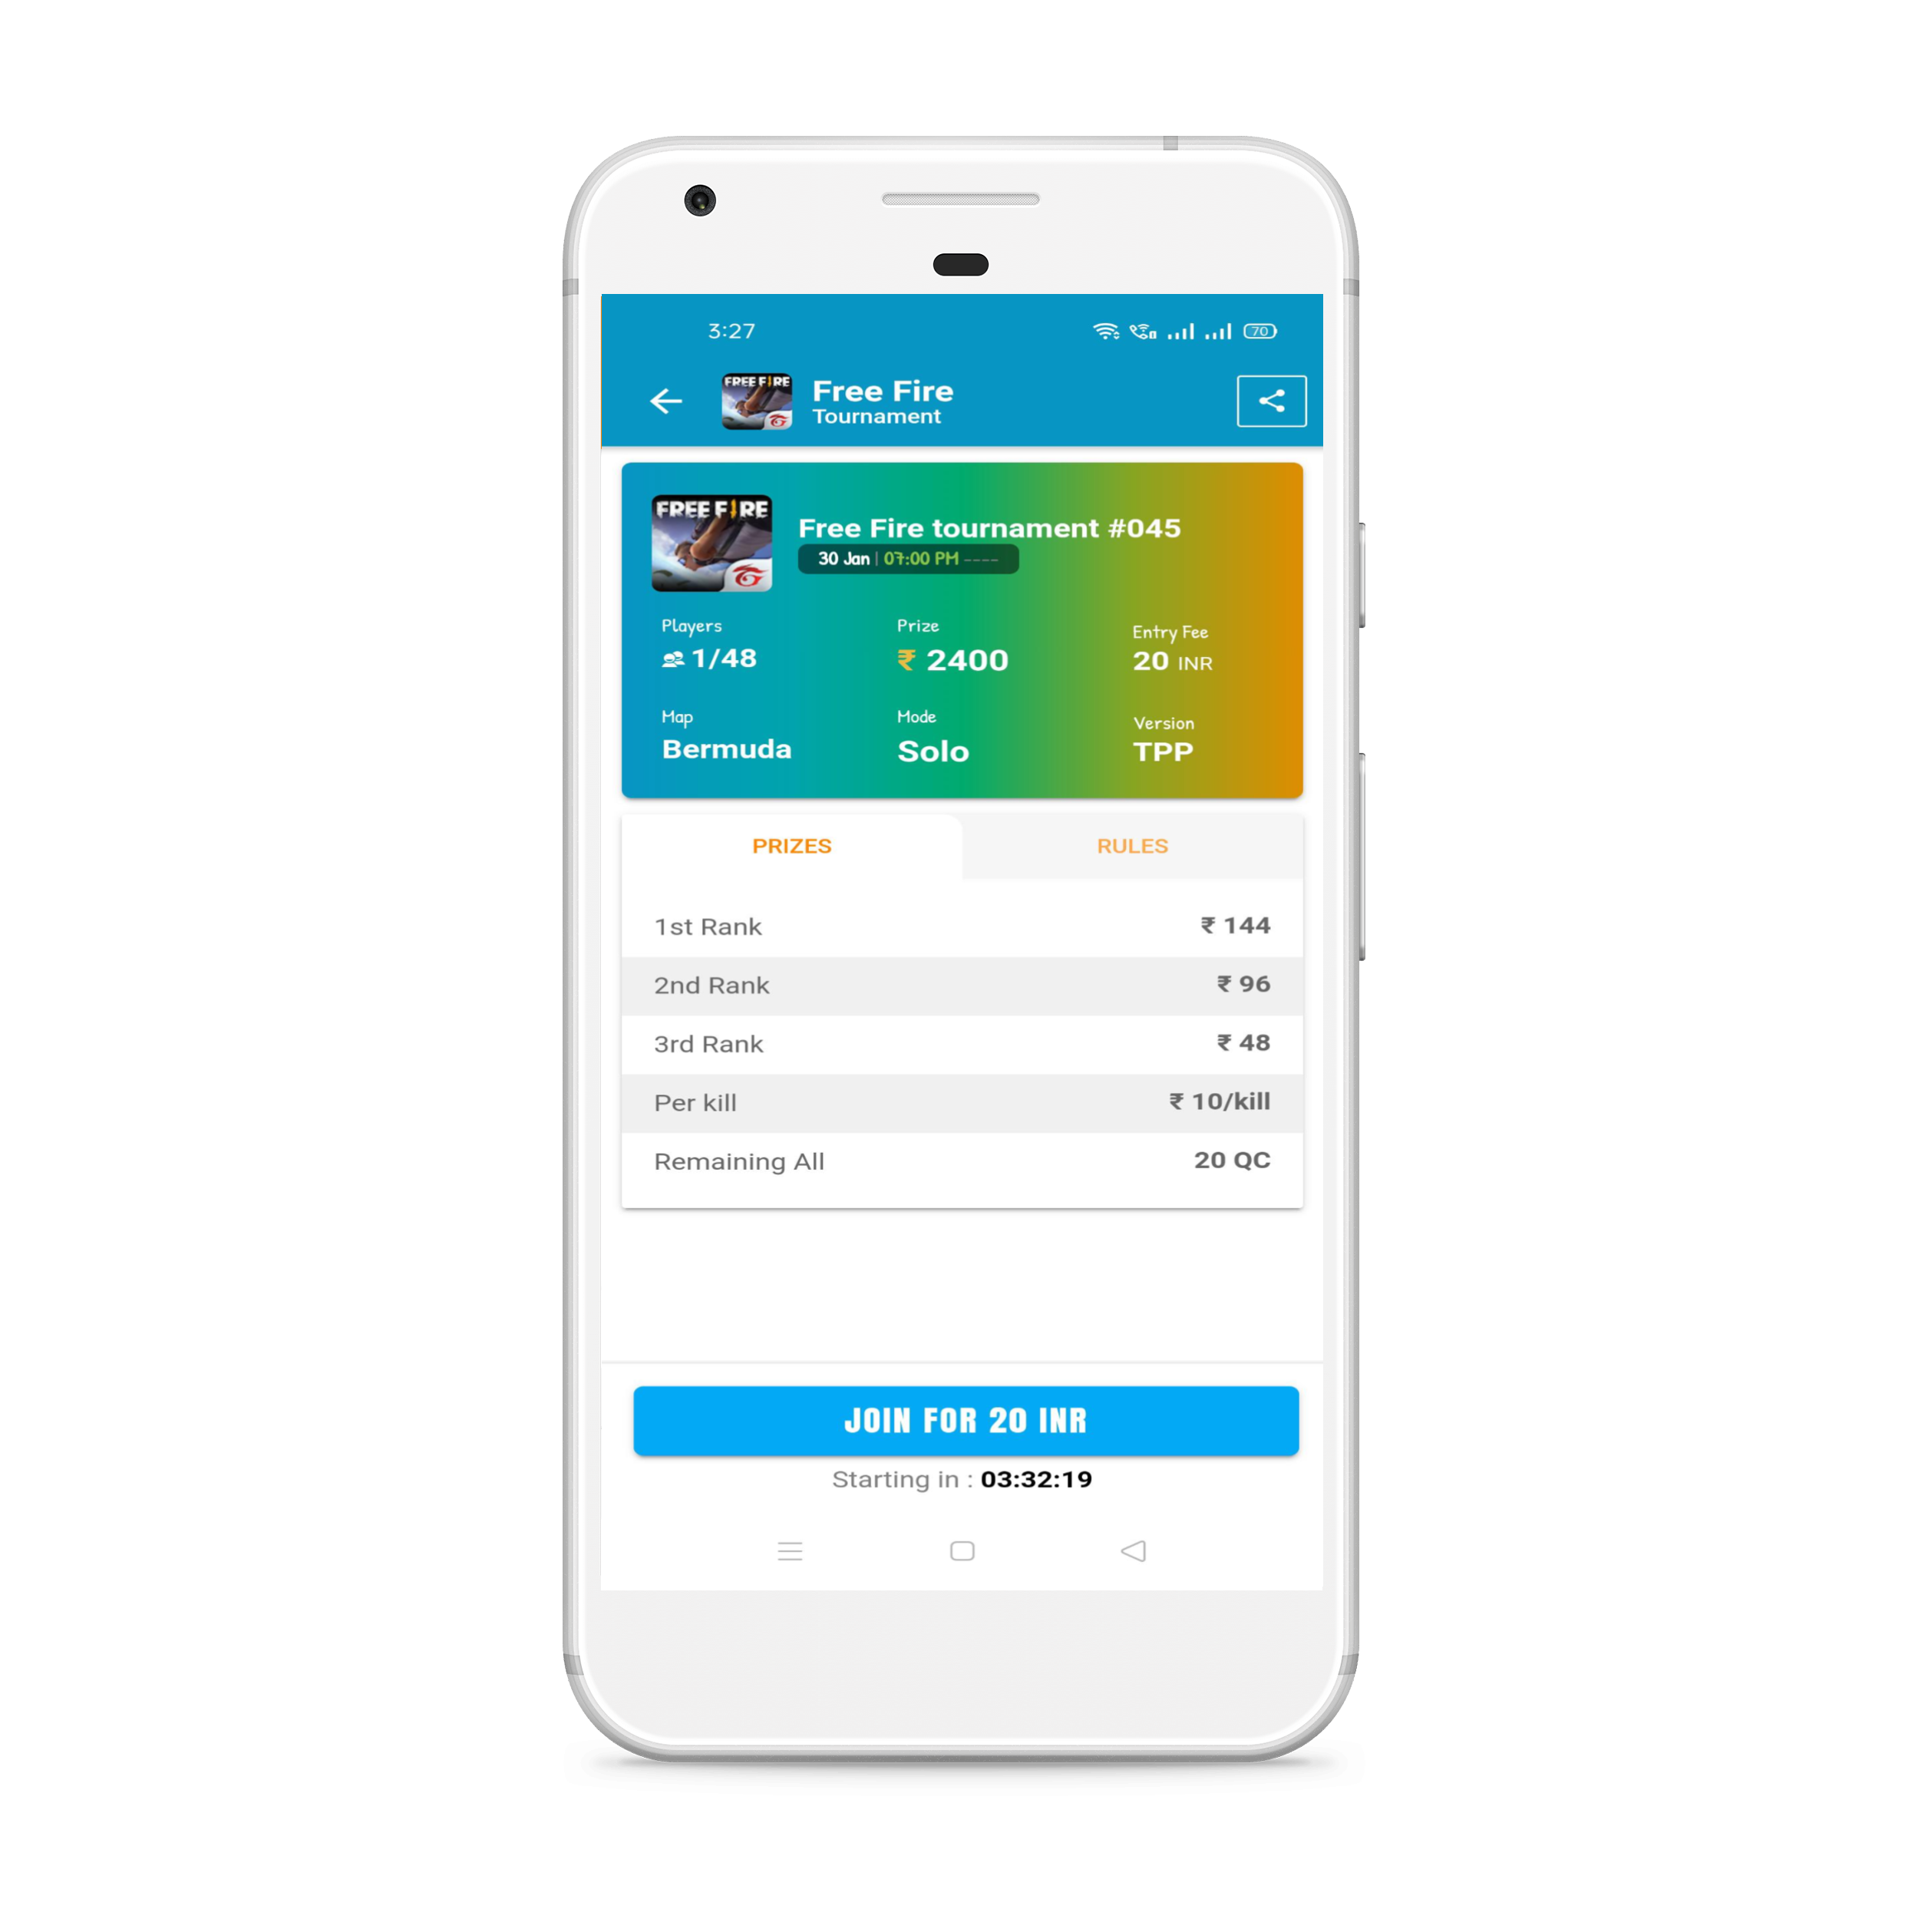 3:27
70
FREE FIRE
Free Fire
Tournament
FREE FIRE
Free Fire tournament #045
30 Jan | 07:00 PM ----
Players
Prize
Entry Fee
1/48
₹ 2400
20 INR
Map
Mode
Version
Bermuda
Solo
TPP
PRIZES
RULES
1st Rank
₹ 144
2nd Rank
₹ 96
3rd Rank
₹ 48
Per kill
₹ 10/kill
Remaining All
20 QC
JOIN FOR 20 INR
Starting in : 03:32:19